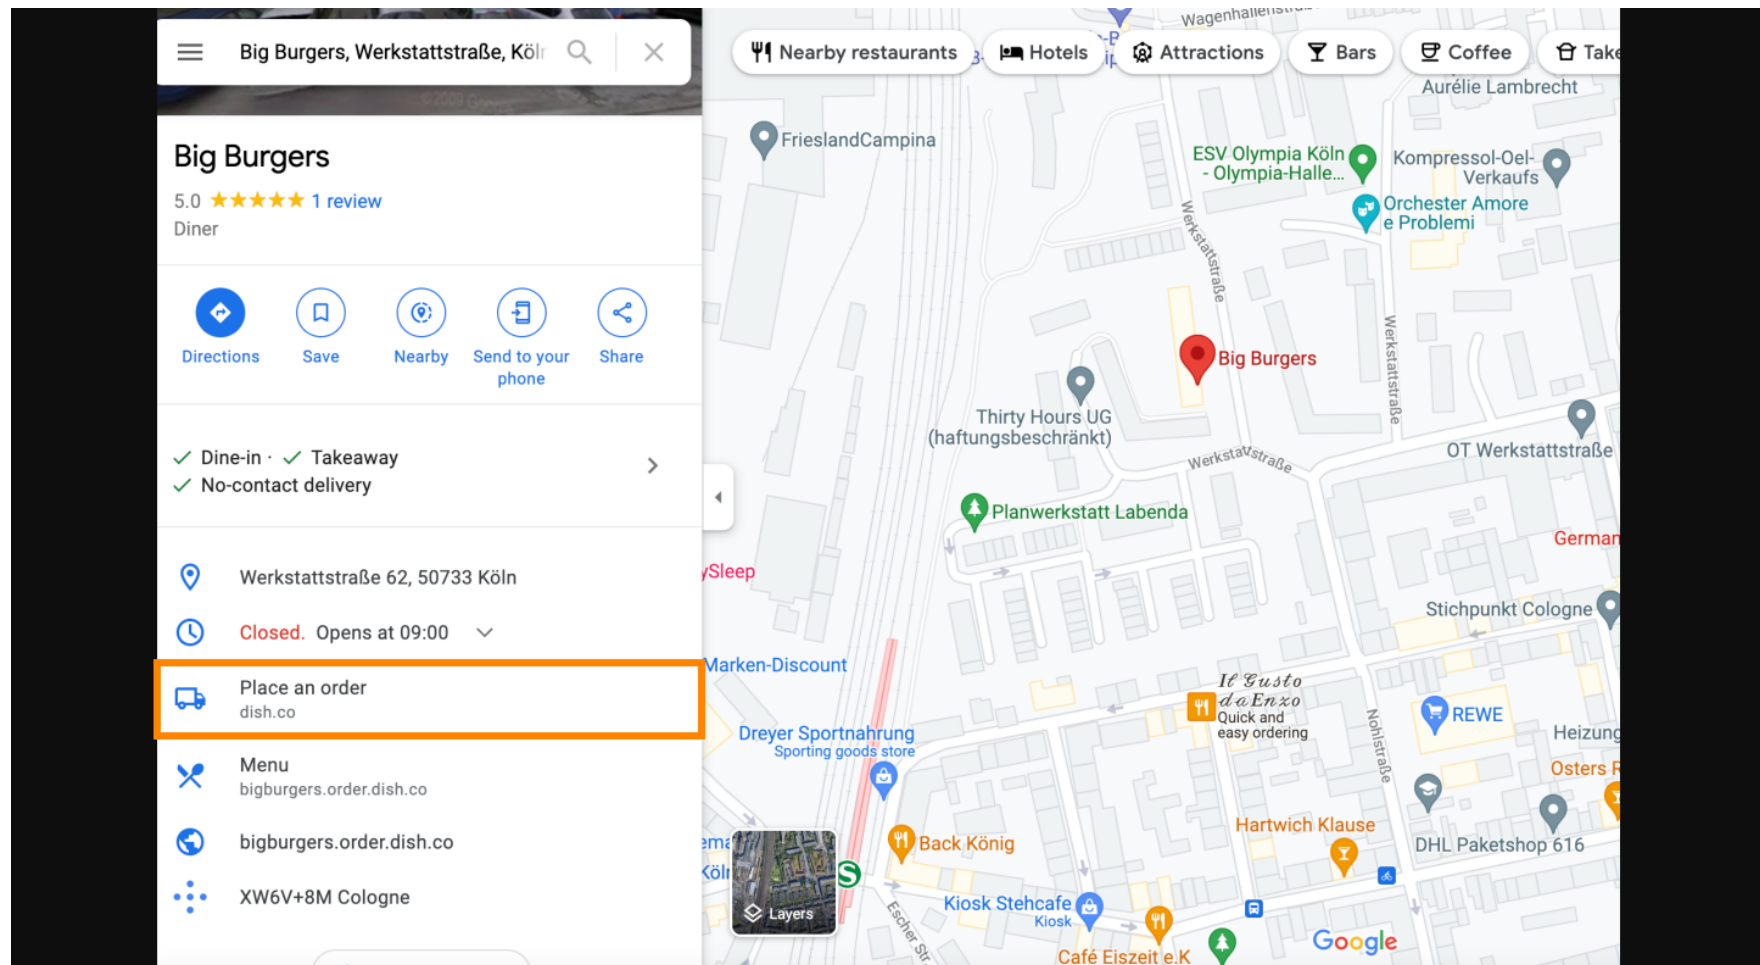 Big Burgers, Werkstattstraße, Köln
©2009 Google
Big Burgers
5.0 1 review
Diner
Directions
Save
Nearby
Send to your
phone
Share
Dine-in · Takeaway
No-contact delivery
Werkstattstraße 62, 50733 Köln
Closed. Opens at 09:00
Place an order
dish.co
Menu
bigburgers.order.dish.co
bigburgers.order.dish.co
XW6V+8M Cologne
Nearby restaurants
Hotels
Attractions
Bars
Coffee
Take
Aurélie Lambrecht
FrieslandCampina
ESV Olympia Köln
- Olympia-Halle...
Kompressol-Oel-
Verkaufs
Orchester Amore
e Problemi
Werkstattstraße
Werkstattstraße
Big Burgers
Thirty Hours UG
(haftungsbeschränkt)
Werkstattstraße
OT Werkstattstraße
Planwerkstatt Labenda
German
ySleep
Stichpunkt Cologne
Marken-Discount
Il Gusto
da Enzo
Quick and
easy ordering
Nohlstraße
REWE
Heizung
Dreyer Sportnahrung
Sporting goods store
Osters R
Hartwich Klause
DHL Paketshop 616
Back König
S
Layers
Kiosk Stehcafe
Kiosk
Escher Str.
Café Eiszeit e.K
Google